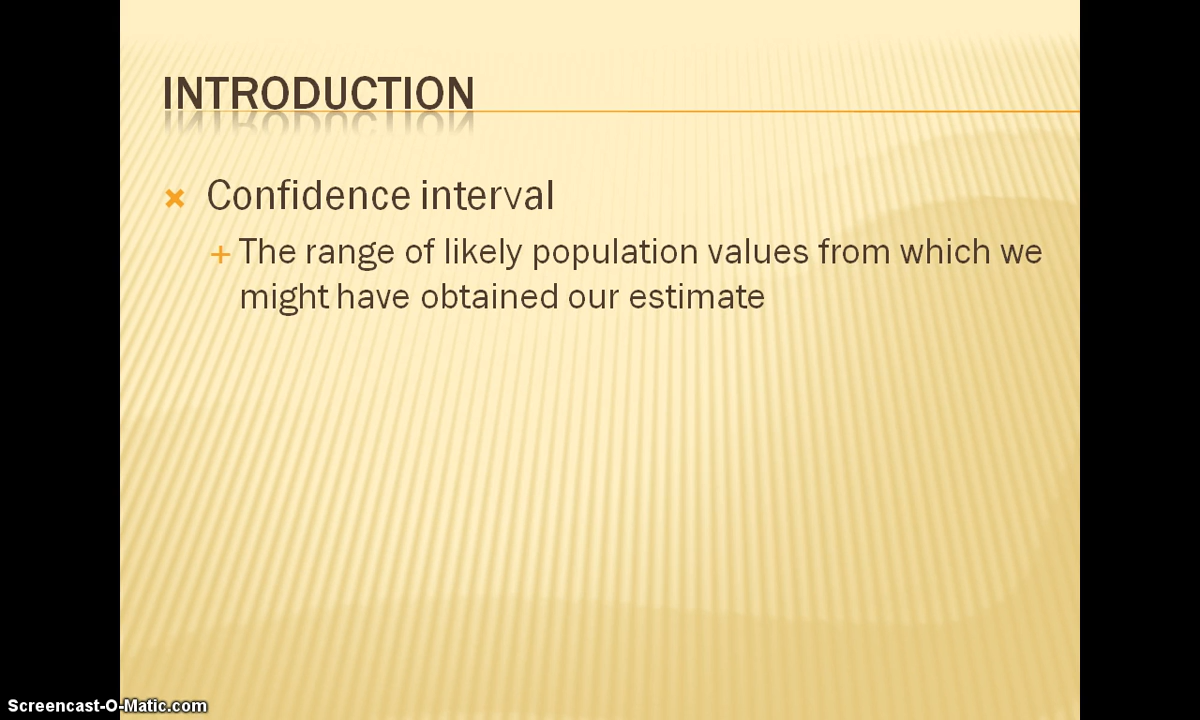 INTRODUCTION
Confidence interval
The range of likely population values from which we
might have obtained our estimate
Screencast-O-Matic.com